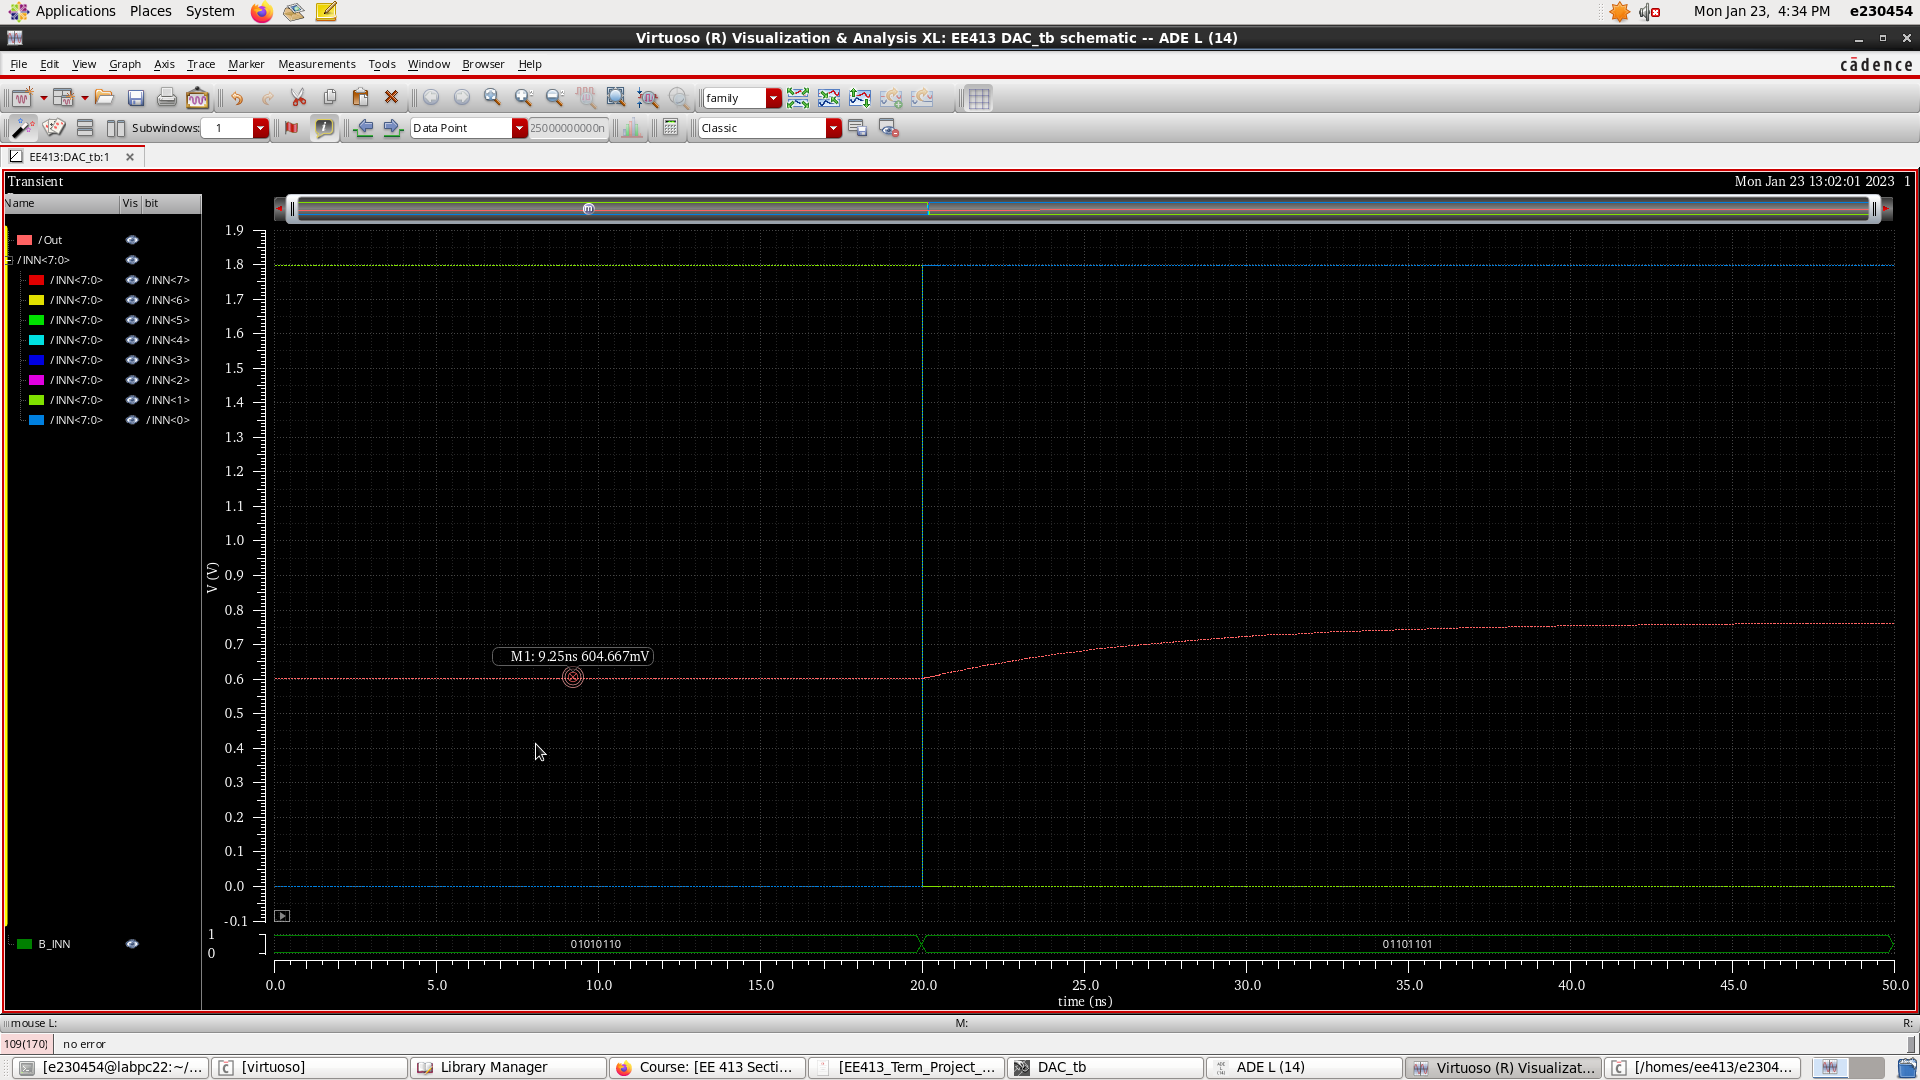 Applications Places System Mon Jan 23, 4:34 PM e230454
Virtuoso (R) Visualization & Analysis XL: EE413 DAC_tb schematic -- ADE L (14)
File Edit View Graph Axis Trace Marker Measurements Tools Window Browser Help cādence
family
Subwindows: 1 Data Point 25000000000n Classic
EE413:DAC_tb:1
Transient Mon Jan 23 13:02:01 2023 1
Name Vis bit
/Out
/INN<7:0>
/INN<7:0> /INN<7>
/INN<7:0> /INN<6>
/INN<7:0> /INN<5>
/INN<7:0> /INN<4>
/INN<7:0> /INN<3>
/INN<7:0> /INN<2>
/INN<7:0> /INN<1>
/INN<7:0> /INN<0>
m
1.9
1.8
1.7
1.6
1.5
1.4
1.3
1.2
1.1
1.0
0.9
0.8
0.7
0.6
0.5
0.4
0.3
0.2
0.1
0.0
-0.1
V (V)
M1: 9.25ns 604.667mV
B_INN
1
0
01010110 01101101
0.0 5.0 10.0 15.0 20.0 25.0 30.0 35.0 40.0 45.0 50.0
time (ns)
mouse L: M: R:
109(170) no error
[e230454@labpc22:~/... [virtuoso] Library Manager Course: [EE 413 Secti... [EE413_Term_Project_... DAC_tb ADE L (14) Virtuoso (R) Visualizat... [/homes/ee413/e2304...